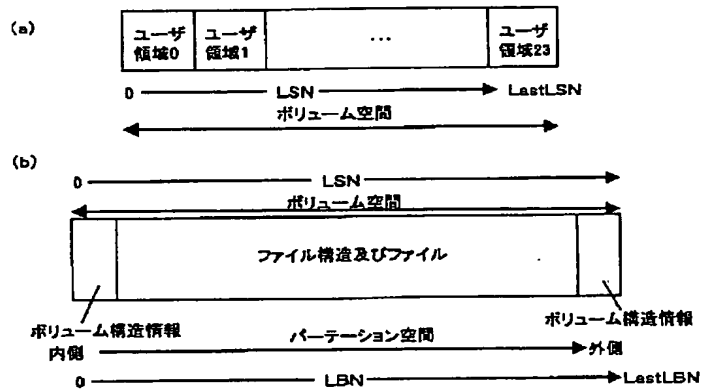 (a)
ユーザ領域0 ユーザ領域1 ... ユーザ領域23
0 LSN LastLSN
ボリューム空間
(b)
0 LSN
ボリューム空間
ファイル構造及びファイル
ボリューム構造情報 ボリューム構造情報
内側 パーテーション空間 外側
0 LBN LastLBN